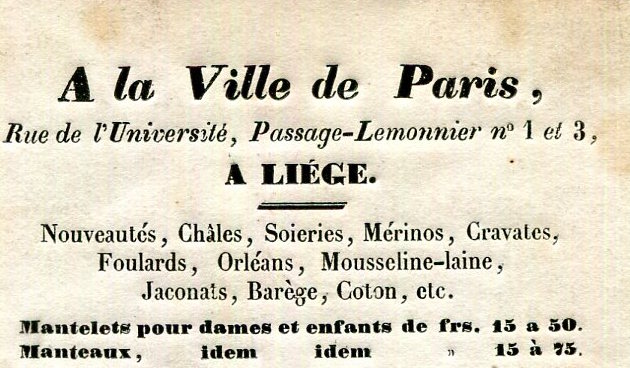 A la Ville de Paris,
Rue de l'Université, Passage-Lemonnier n° 1 et 3,
A LIÉGE.
Nouveautés, Châles, Soieries, Mérinos, Cravates,
Foulards, Orléans, Mousseline-laine,
Jaconats, Barège, Coton, etc.
Mantelets pour dames et enfants de frs. 15 a 50.
Manteaux, idem idem " 15 à 75.